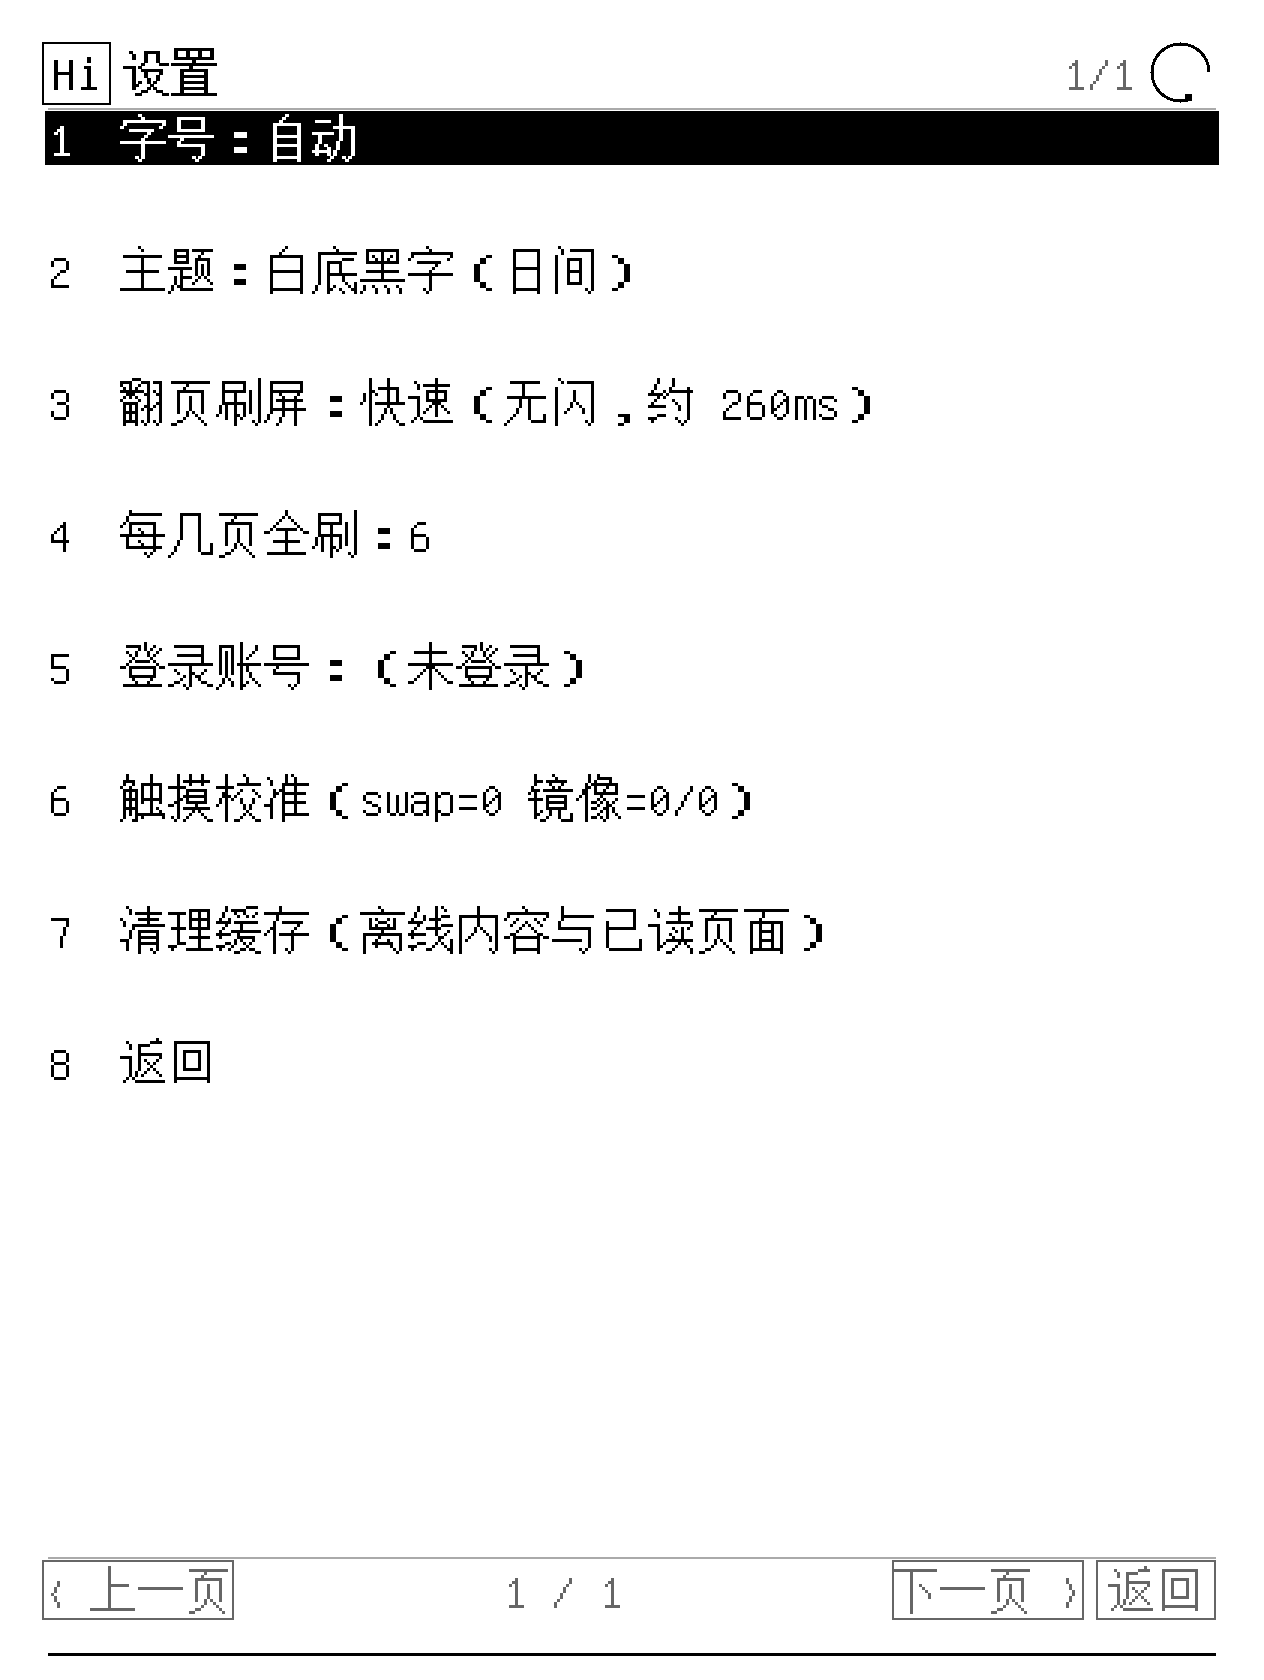 Hi 设置 1/1
1 字号：自动
2 主题：白底黑字（日间）
3 翻页刷屏：快速（无闪，约 260ms）
4 每几页全刷：6
5 登录账号：（未登录）
6 触摸校准（swap=0 镜像=0/0）
7 清理缓存（离线内容与已读页面）
8 返回
‹ 上一页 1 / 1 下一页 › 返回